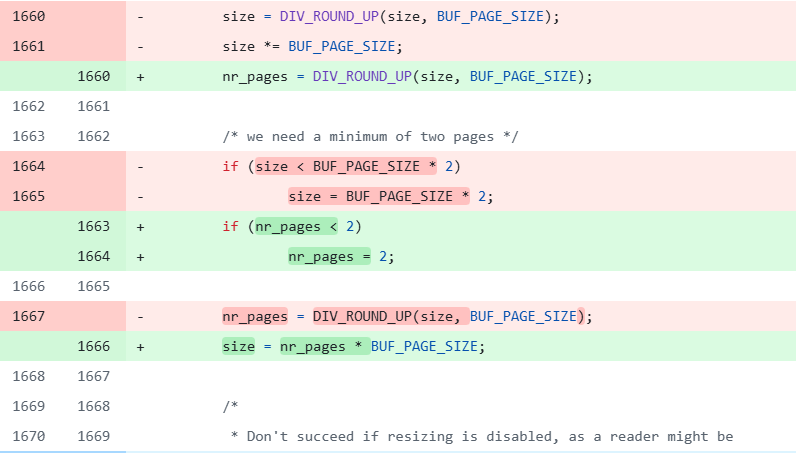 1660 - size = DIV_ROUND_UP(size, BUF_PAGE_SIZE);
1661 - size *= BUF_PAGE_SIZE;
1660 + nr_pages = DIV_ROUND_UP(size, BUF_PAGE_SIZE);
1662 1661
1663 1662 /* we need a minimum of two pages */
1664 - if (size < BUF_PAGE_SIZE * 2)
1665 - size = BUF_PAGE_SIZE * 2;
1663 + if (nr_pages < 2)
1664 + nr_pages = 2;
1666 1665
1667 - nr_pages = DIV_ROUND_UP(size, BUF_PAGE_SIZE);
1666 + size = nr_pages * BUF_PAGE_SIZE;
1668 1667
1669 1668 /*
1670 1669 * Don't succeed if resizing is disabled, as a reader might be